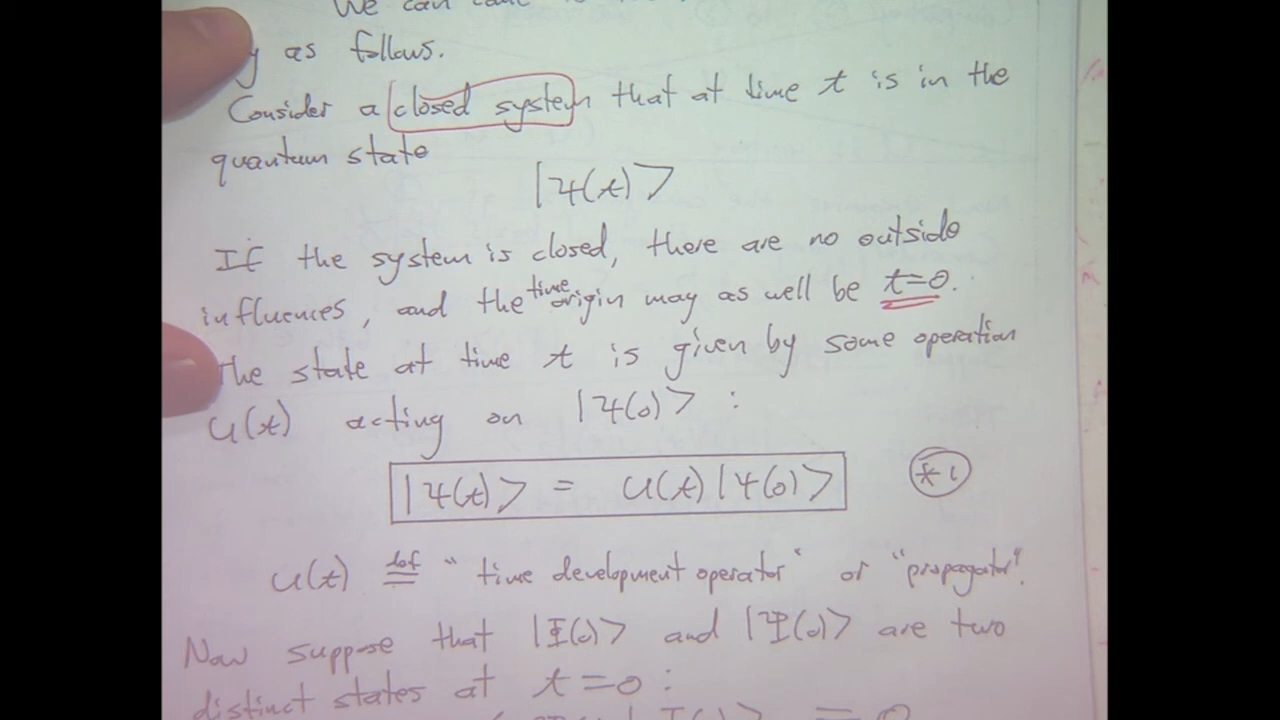 We can
y as follows.
Consider a closed system that at time t is in the
quantum state
|Ψ(t)>
If the system is closed, there are no outside
influences, and the time origin may as well be t=0.
The state at time t is given by some operation
U(t) acting on |Ψ(0)> :
|Ψ(t)> = U(t)|Ψ(0)> *1
U(t) def= "time development operator" or "propagator".
Now suppose that |Φ(0)> and |Ψ(0)> are two
distinct states at t=0:
= 0